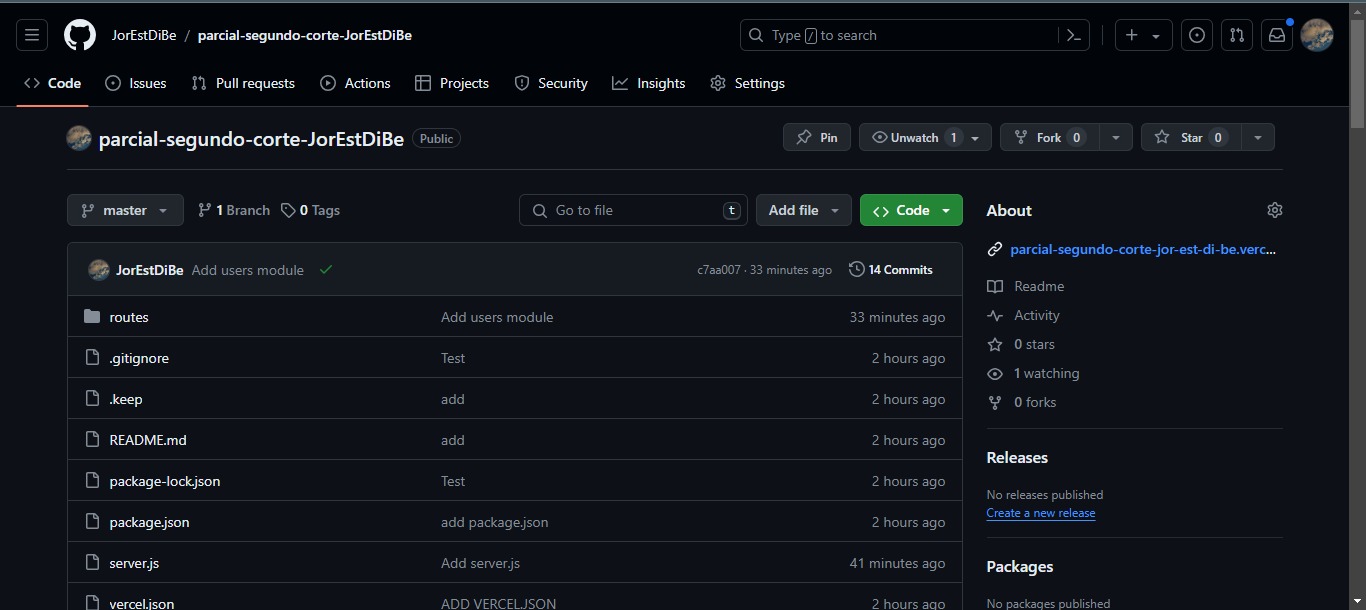 JorEstDiBe / parcial-segundo-corte-JorEstDiBe
Type / to search
Code Issues Pull requests Actions Projects Security Insights Settings
parcial-segundo-corte-JorEstDiBe Public
Pin Unwatch 1 Fork 0 Star 0
master 1 Branch 0 Tags
Go to file t Add file <> Code
JorEstDiBe Add users module c7aa007 · 33 minutes ago 14 Commits
routes Add users module 33 minutes ago
.gitignore Test 2 hours ago
.keep add 2 hours ago
README.md add 2 hours ago
package-lock.json Test 2 hours ago
package.json add package.json 2 hours ago
server.js Add server.js 41 minutes ago
vercel.json ADD VERCEL.JSON 2 hours ago
About
parcial-segundo-corte-jor-est-di-be.verc...
Readme
Activity
0 stars
1 watching
0 forks
Releases
No releases published
Create a new release
Packages
No packages published